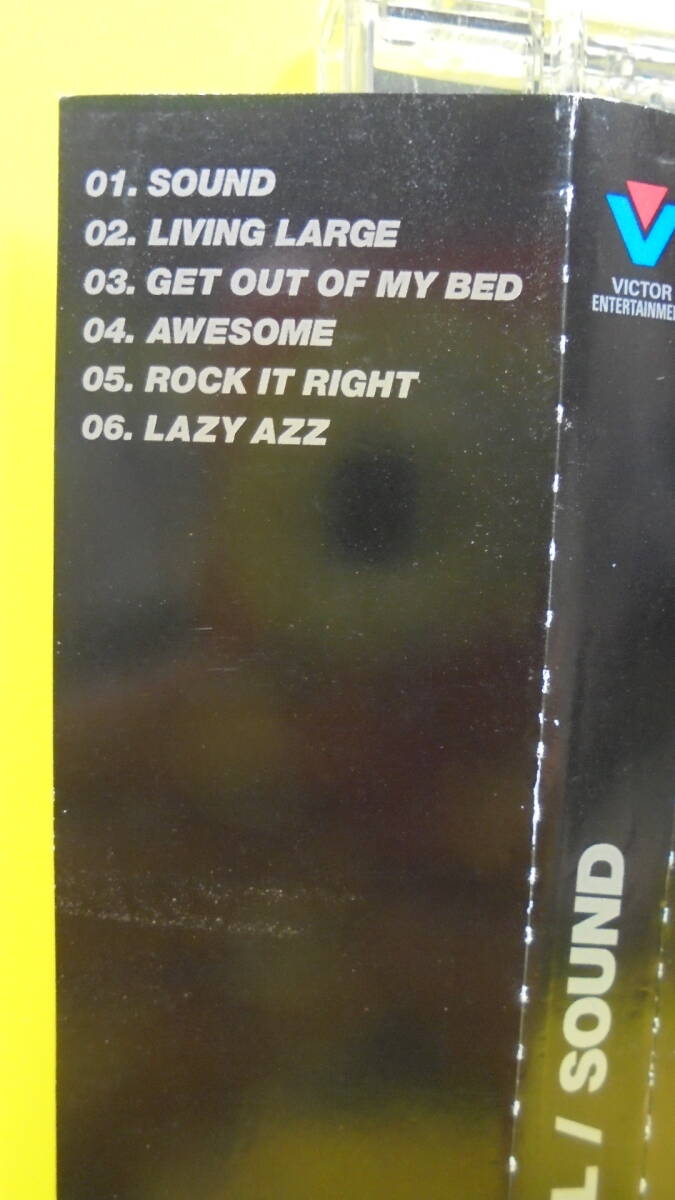 01. SOUND
02. LIVING LARGE
03. GET OUT OF MY BED
04. AWESOME
05. ROCK IT RIGHT
06. LAZY AZZ
VICTOR
L / SOUND